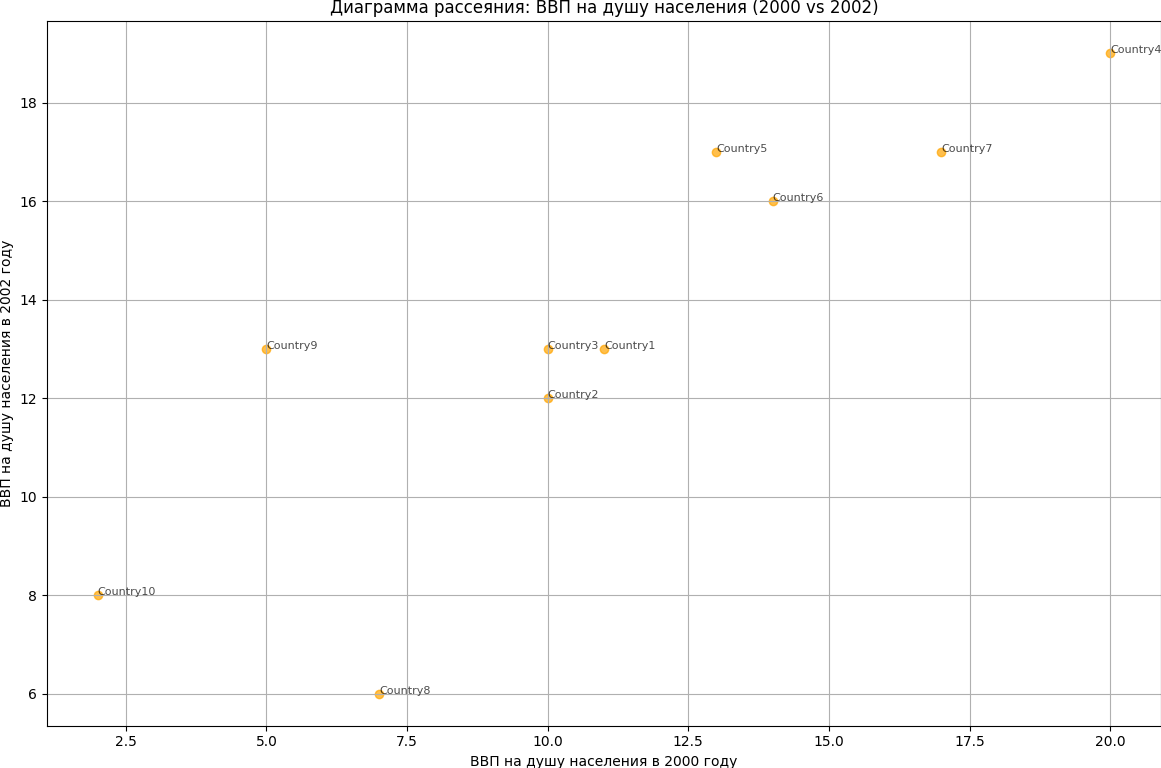 Диаграмма рассеяния: ВВП на душу населения (2000 vs 2002)
ВВП на душу населения в 2002 году
18
16
14
12
10
8
6
Country4
Country5
Country7
Country6
Country9
Country3
Country1
Country2
Country10
Country8
2.5
5.0
7.5
10.0
12.5
15.0
17.5
20.0
ВВП на душу населения в 2000 году